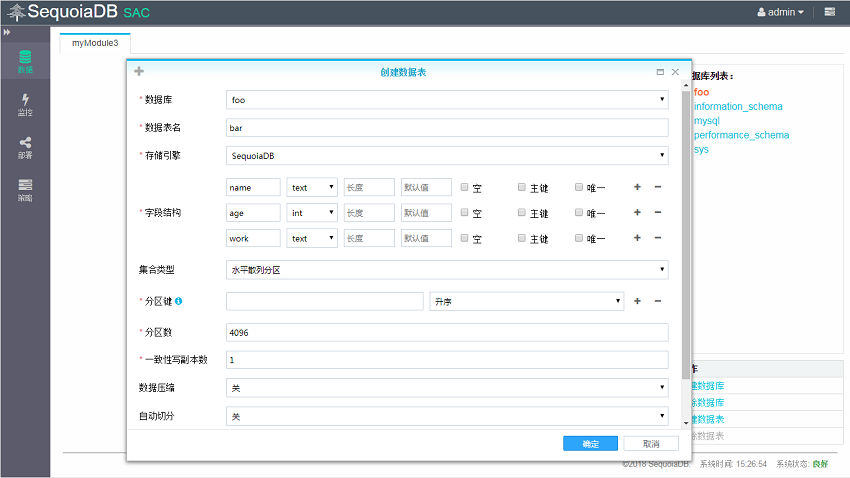 SequoiaDB SAC
admin
myModule3
数据
监控
部署
策略
创建数据表
* 数据库 foo
* 数据表名 bar
* 存储引擎 SequoiaDB
name text 长度 默认值 空 主键 唯一
* 字段结构 age int 长度 默认值 空 主键 唯一
work text 长度 默认值 空 主键 唯一
集合类型 水平散列分区
* 分区键 升序
* 分区数 4096
* 一致性写副本数 1
数据压缩 关
自动切分 关
确定 取消
据库列表：
foo
information_schema
mysql
performance_schema
sys
建数据库
除数据库
建数据表
除数据表
©2018 SequoiaDB 系统时间: 15:26:54 系统状态: 良好